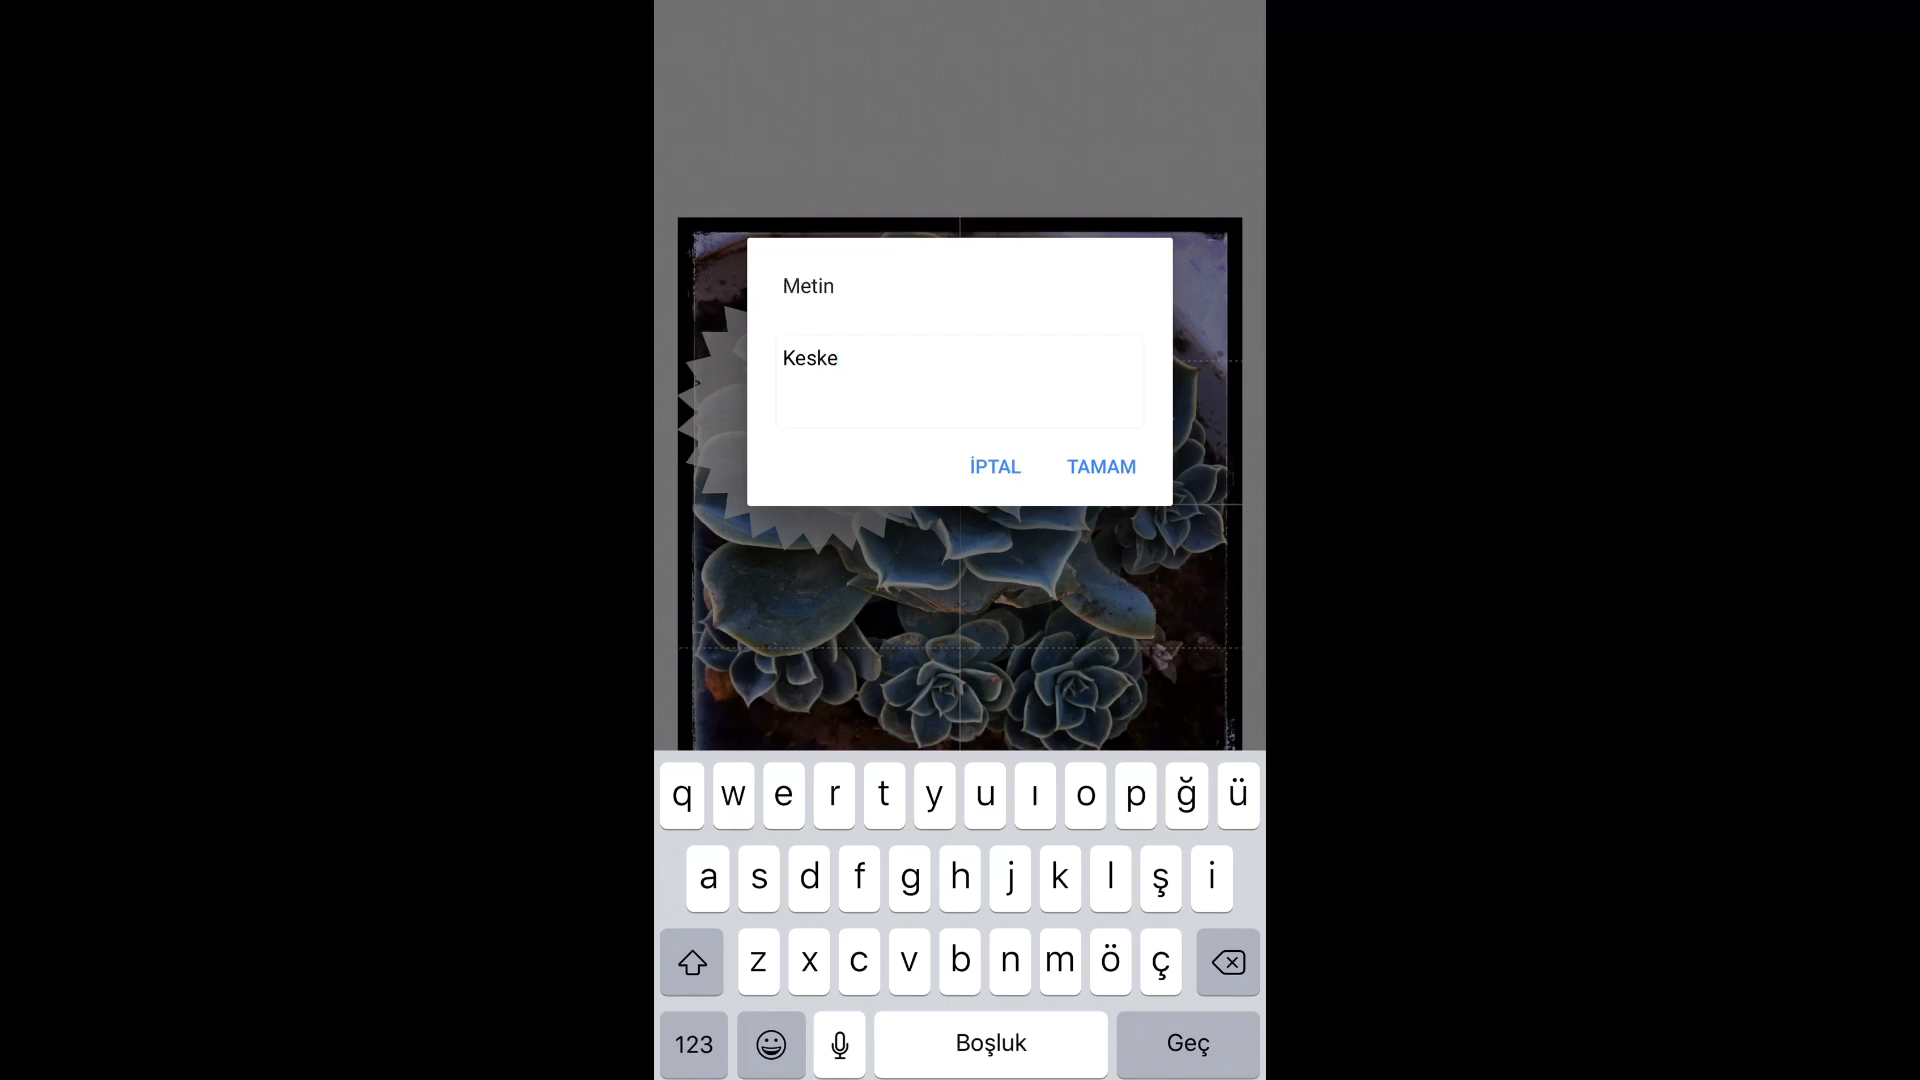 Metin
Keske
İPTAL TAMAM
q w e r t y u ı o p ğ ü
a s d f g h j k l ş i
z x c v b n m ö ç
123 Boşluk Geç